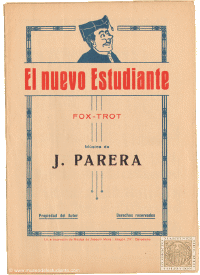 El nuevo Estudiante
FOX-TROT
Música de
J. PARERA
Propiedad del Autor
Derechos reservados